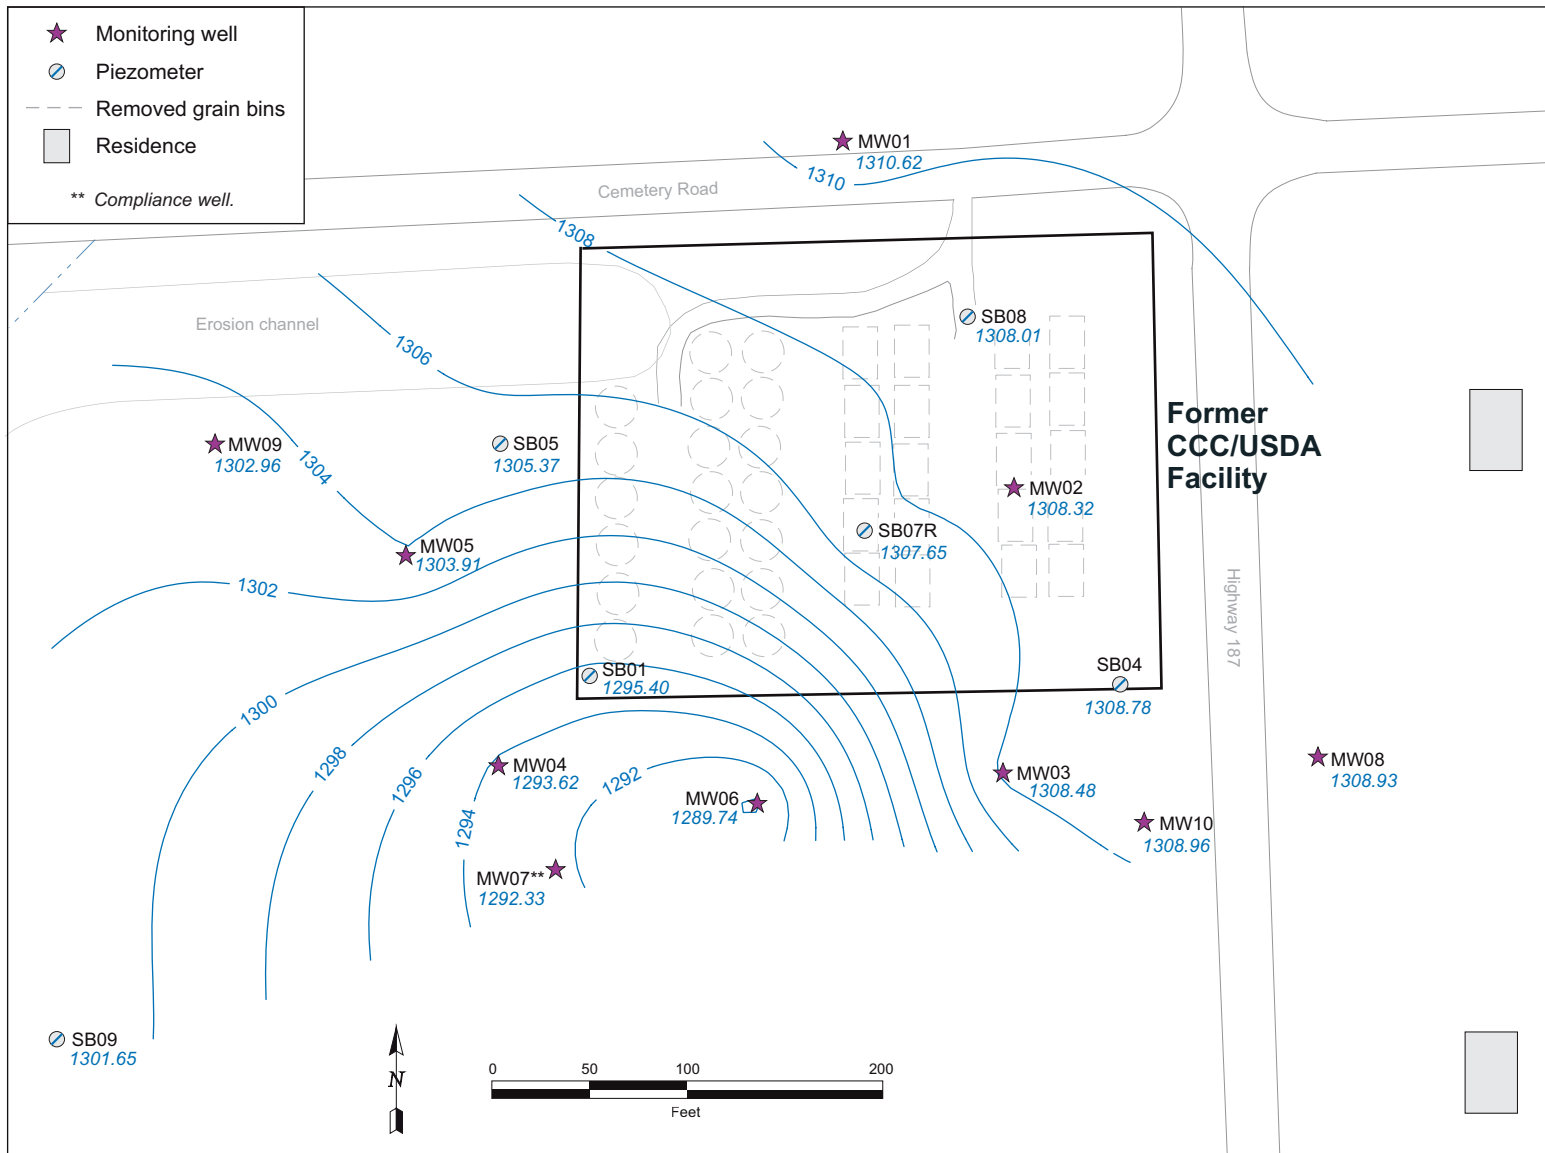 Monitoring well
Piezometer
Removed grain bins
Residence
** Compliance well.
MW01
1310.62
1310
Cemetery Road
1308
Erosion channel
SB08
1308.01
1306
Former
CCC/USDA
Facility
MW09
1302.96
SB05
1305.37
1304
MW02
1308.32
SB07R
1307.65
MW05
1303.91
1302
Highway 187
SB01
1295.40
SB04
1308.78
1300
1298
1296
1294
1292
MW04
1293.62
MW06
1289.74
MW03
1308.48
MW08
1308.93
MW10
1308.96
MW07**
1292.33
SB09
1301.65
N
0 50 100 200
Feet